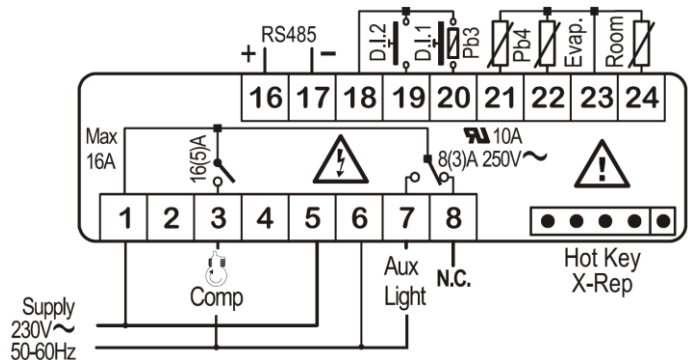 RS485
+ −
D.I.2
D.I.1
Pb3
Pb4
Evap.
Room
16 17 18 19 20 21 22 23 24
Max
16A
16(5)A
10A
8(3)A 250V～
1 2 3 4 5 6 7 8
Comp
Aux
Light
N.C.
Hot Key
X-Rep
Supply
230V～
50-60Hz